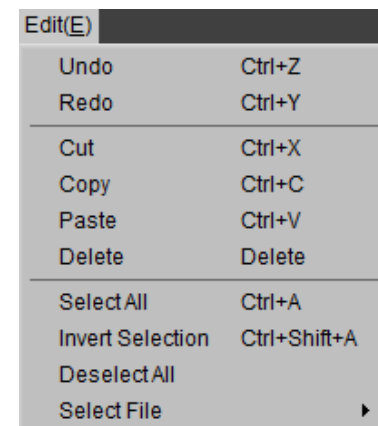 Edit(E)
Undo Ctrl+Z
Redo Ctrl+Y
Cut Ctrl+X
Copy Ctrl+C
Paste Ctrl+V
Delete Delete
Select All Ctrl+A
Invert Selection Ctrl+Shift+A
Deselect All
Select File